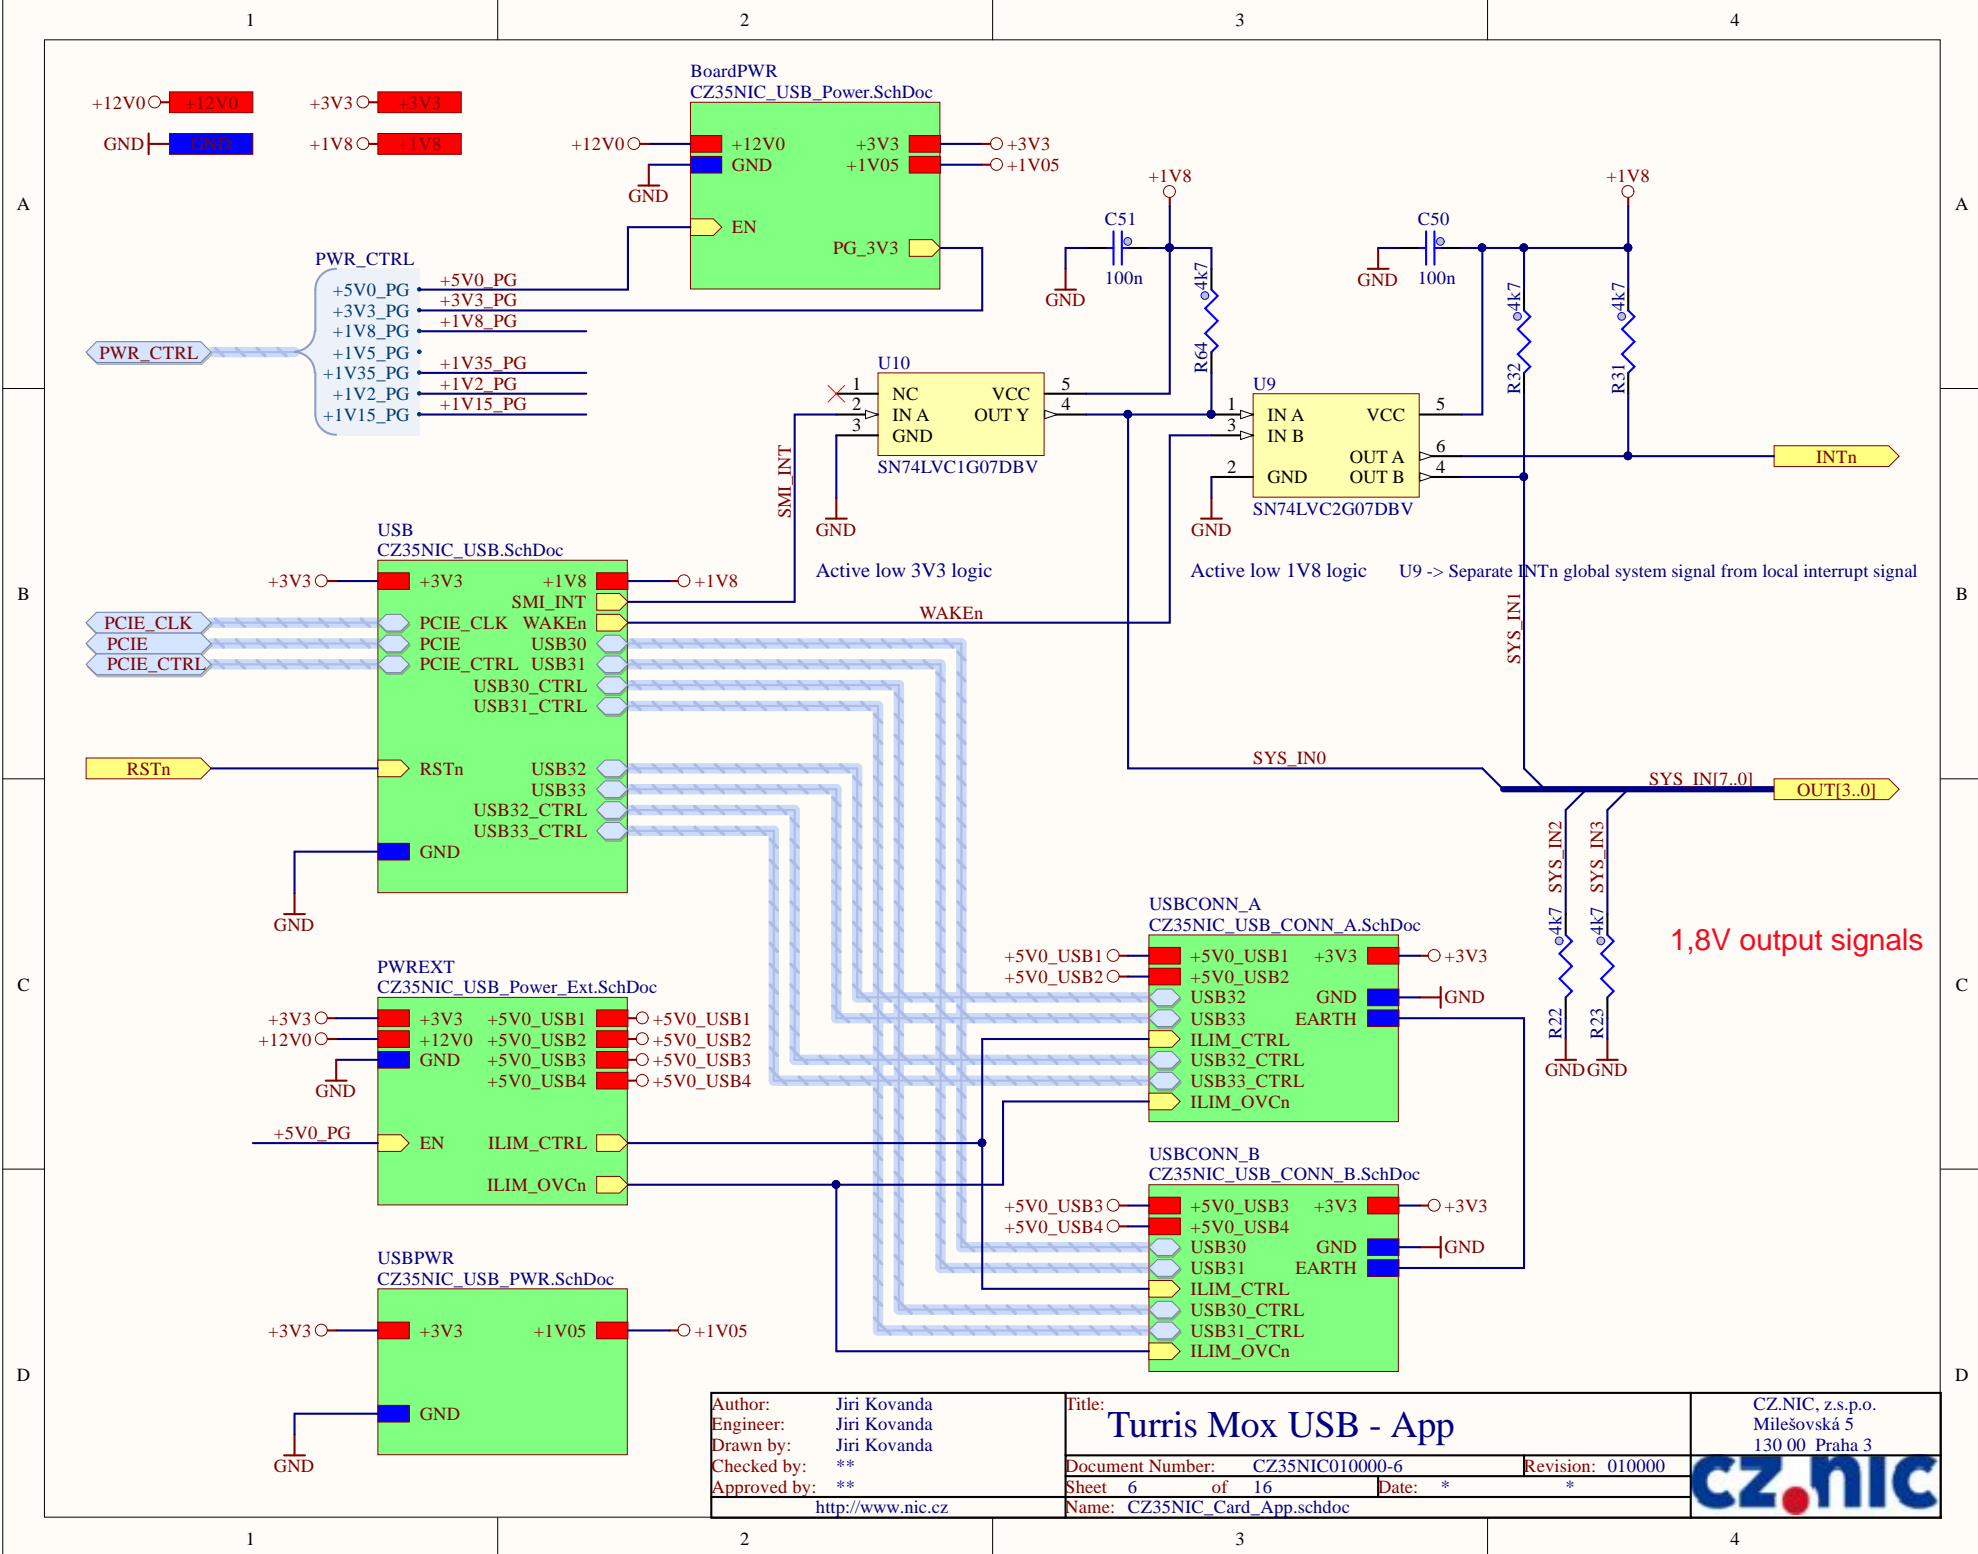 1 2 3 4
A A
B B
C C
D D
+12V0 +12V0
GND GND
+3V3 +3V3
+1V8 +1V8
BoardPWR
CZ35NIC_USB_Power.SchDoc
+12V0 +12V0 +3V3 +3V3
GND +1V05 +1V05
GND
EN
PG_3V3
PWR_CTRL
PWR_CTRL
+5V0_PG +5V0_PG
+3V3_PG +3V3_PG
+1V8_PG +1V8_PG
+1V5_PG
+1V35_PG +1V35_PG
+1V2_PG +1V2_PG
+1V15_PG +1V15_PG
+1V8
C51
100n
GND
4k7
R64
U10
1 NC VCC 5
2 IN A OUT Y 4
3 GND
SN74LVC1G07DBV
GND
SMI_INT
+1V8
C50
100n
GND
4k7
R32
4k7
R31
U9
1 IN A VCC 5
3 IN B
OUT A 6
2 GND OUT B 4
SN74LVC2G07DBV
GND
INTn
Active low 3V3 logic
Active low 1V8 logic
U9 -> Separate INTn global system signal from local interrupt signal
USB
CZ35NIC_USB.SchDoc
+3V3 +3V3 +1V8 +1V8
SMI_INT
PCIE_CLK PCIE_CLK WAKEn WAKEn
PCIE PCIE USB30
PCIE_CTRL PCIE_CTRL USB31
USB30_CTRL
USB31_CTRL
RSTn RSTn USB32
USB33
USB32_CTRL
USB33_CTRL
GND
GND
SYS_IN1
SYS_IN0
SYS_IN[7..0]
OUT[3..0]
SYS_IN2
SYS_IN3
4k7
R22
4k7
R23
GND GND
1,8V output signals
USBCONN_A
CZ35NIC_USB_CONN_A.SchDoc
+5V0_USB1 +5V0_USB1 +3V3 +3V3
+5V0_USB2 +5V0_USB2
USB32 GND GND
USB33 EARTH
ILIM_CTRL
USB32_CTRL
USB33_CTRL
ILIM_OVCn
PWREXT
CZ35NIC_USB_Power_Ext.SchDoc
+3V3 +3V3 +5V0_USB1 +5V0_USB1
+12V0 +12V0 +5V0_USB2 +5V0_USB2
GND +5V0_USB3 +5V0_USB3
+5V0_USB4 +5V0_USB4
GND
+5V0_PG EN ILIM_CTRL
ILIM_OVCn
USBCONN_B
CZ35NIC_USB_CONN_B.SchDoc
+5V0_USB3 +5V0_USB3 +3V3 +3V3
+5V0_USB4 +5V0_USB4
USB30 GND GND
USB31 EARTH
ILIM_CTRL
USB30_CTRL
USB31_CTRL
ILIM_OVCn
USBPWR
CZ35NIC_USB_PWR.SchDoc
+3V3 +3V3 +1V05 +1V05
GND
GND
Author: Jiri Kovanda
Engineer: Jiri Kovanda
Drawn by: Jiri Kovanda
Checked by: **
Approved by: **
http://www.nic.cz
Title: Turris Mox USB - App
Document Number: CZ35NIC010000-6 Revision: 010000
Sheet 6 of 16 Date: * *
Name: CZ35NIC_Card_App.schdoc
CZ.NIC, z.s.p.o.
Milešovská 5
130 00 Praha 3
cz.nic
1 2 3 4